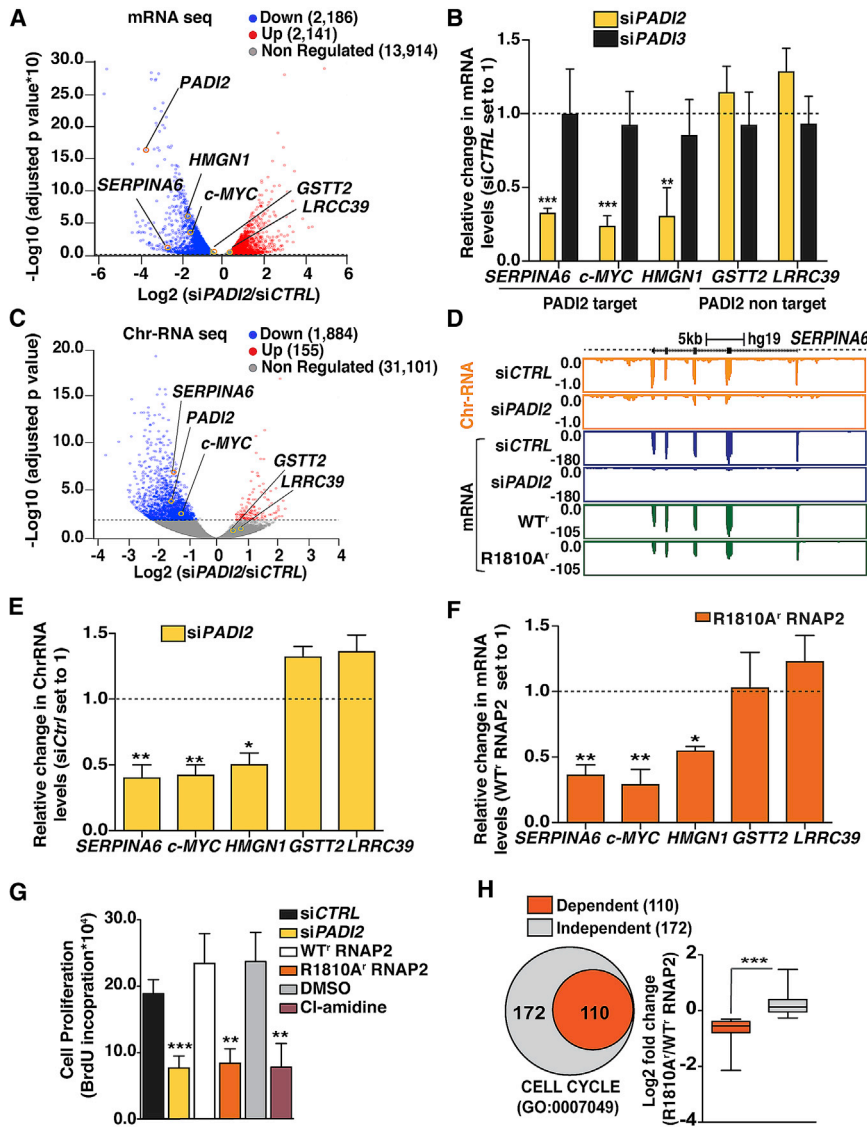 A
mRNA seq
Down (2,186)
Up (2,141)
Non Regulated (13,914)
-Log10 (adjusted p value*10)
30.0
25.0
20.0
15.0
10.0
5.0
0.0
PADI2
HMGN1
SERPINA6
c-MYC
GSTT2
LRCC39
-6 -4 -2 0 2 4 6
Log2 (siPADI2/siCTRL)
B
siPADI2
siPADI3
Relative change in mRNA
levels (siCTRL set to 1)
1.5
1.0
0.5
0.0
*** *** **
SERPINA6 c-MYC HMGN1 GSTT2 LRRC39
PADI2 target PADI2 non target
C
Chr-RNA seq
Down (1,884)
Up (155)
Non Regulated (31,101)
-Log10 (adjusted p value)
20.0
15.0
10.0
5.0
0.0
SERPINA6
PADI2
c-MYC
GSTT2
LRRC39
-4 -3 -2 -1 0 1 2 3 4
Log2 (siPADI2/siCTRL)
D
5kb hg19 SERPINA6
Chr-RNA
siCTRL 0.0
-1.0
siPADI2 0.0
-1.0
mRNA
siCTRL 0.0
-180
siPADI2 0.0
-180
WTr 0.0
-105
R1810Ar 0.0
-105
E
siPADI2
Relative change in ChrRNA
levels (siCtrl set to 1)
1.5
1.0
0.5
0.0
** ** *
SERPINA6 c-MYC HMGN1 GSTT2 LRRC39
F
R1810Ar RNAP2
Relative change in mRNA
levels (WTr RNAP2 set to 1)
1.5
1.0
0.5
0.0
** ** *
SERPINA6 c-MYC HMGN1 GSTT2 LRRC39
G
siCTRL
siPADI2
WTr RNAP2
R1810Ar RNAP2
DMSO
Cl-amidine
Cell Proliferation
(BrdU incopration*10⁴)
30.0
20.0
10.0
0.0
*** ** **
H
Dependent (110)
Independent (172)
172 110
CELL CYCLE
(GO:0007049)
Log2 fold change
(R1810Ar/WTr RNAP2)
2
0
-2
-4
***